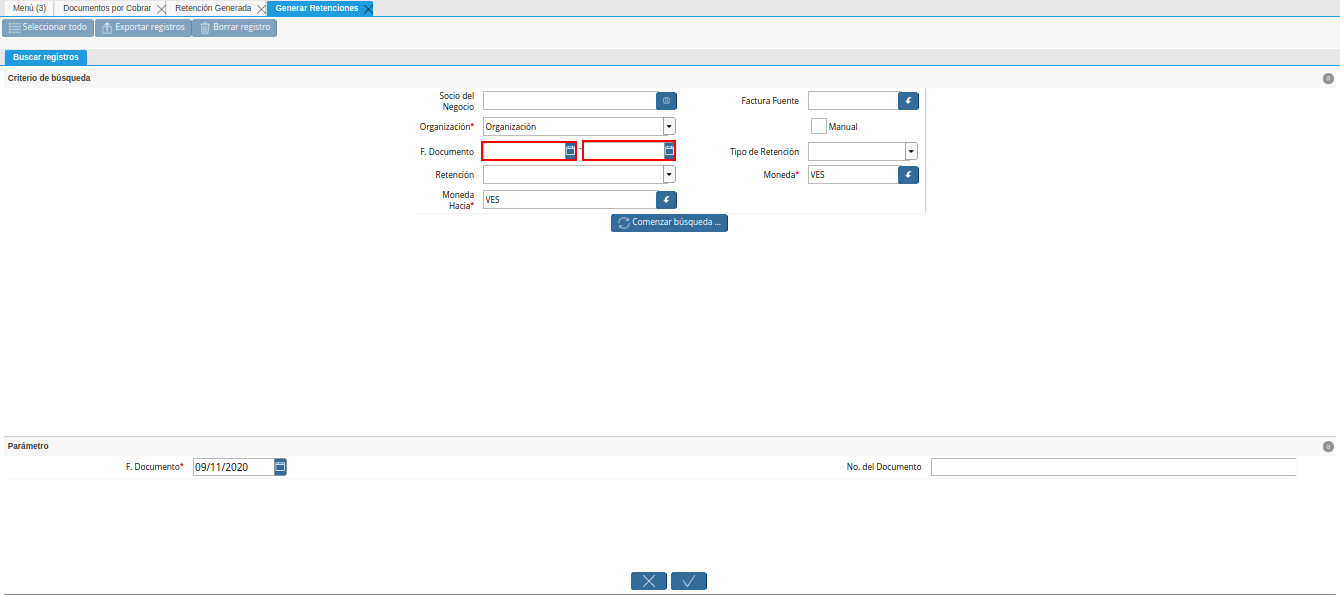 Menú (3) Documentos por Cobrar Retención Generada Generar Retenciones
Seleccionar todo Exportar registros Borrar registro
Buscar registros
Criterio de búsqueda
Socio del
Negocio
Factura Fuente
Organización* Organización
Manual
F. Documento - Tipo de Retención
Retención Moneda* VES
Moneda
Hacia* VES
Comenzar búsqueda ...
Parámetro
F. Documento* 09/11/2020 No. del Documento